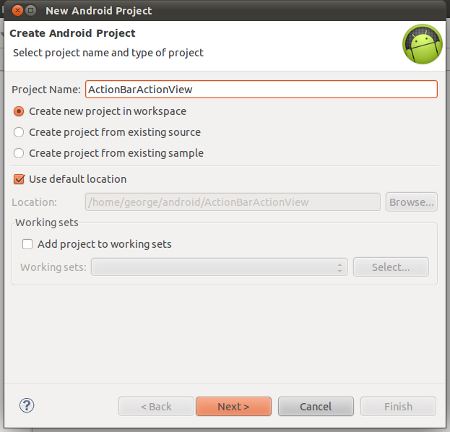 New Android Project
Create Android Project
Select project name and type of project
Project Name: ActionBarActionView
Create new project in workspace
Create project from existing source
Create project from existing sample
Use default location
Location: /home/george/android/ActionBarActionView Browse...
Working sets
Add project to working sets
Working sets: Select...
? < Back Next > Cancel Finish